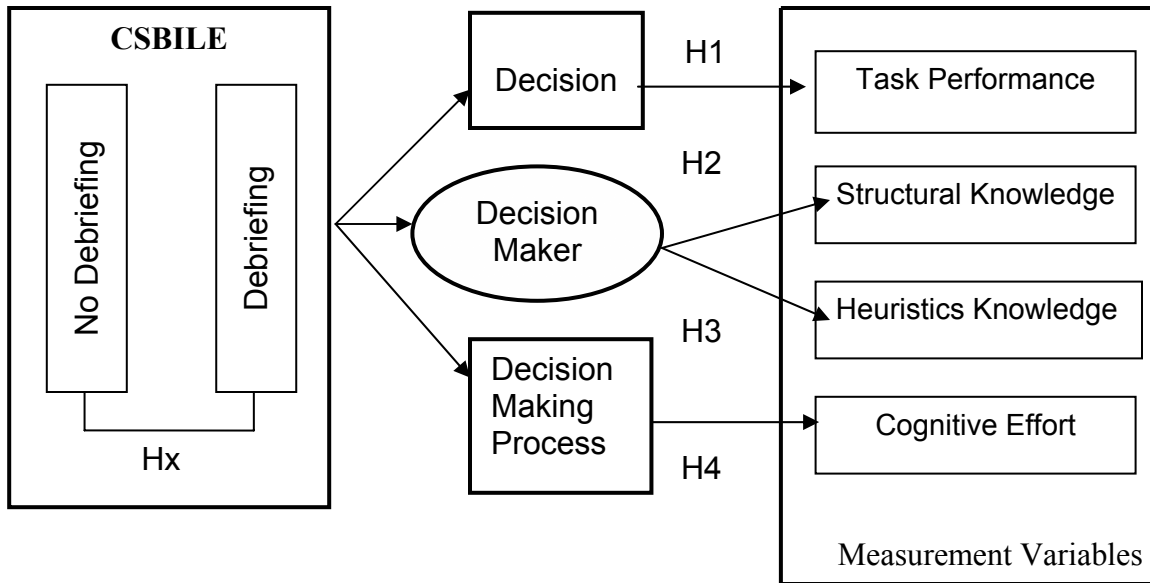 CSBILE
No Debriefing
Debriefing
Hx
Decision
Decision
Maker
Decision
Making
Process
H1
H2
H3
H4
Task Performance
Structural Knowledge
Heuristics Knowledge
Cognitive Effort
Measurement Variables